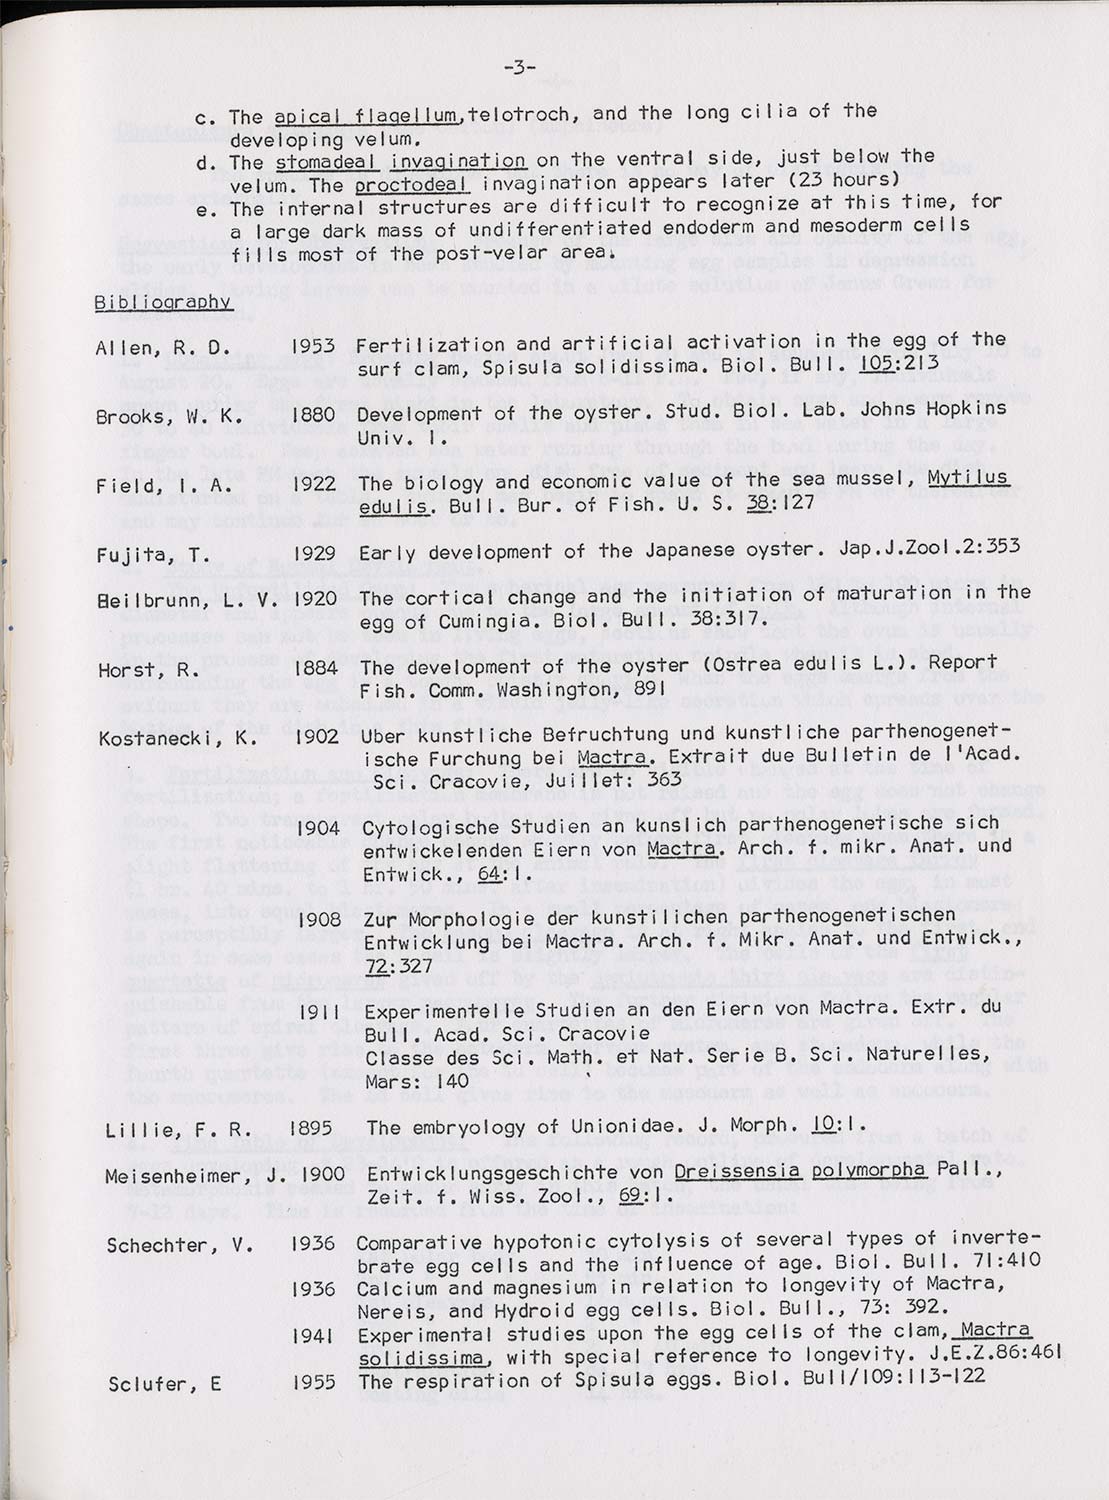 -3-
c. The apical flagellum, telotroch, and the long cilia of the
developing velum.
d. The stomadeal invagination on the ventral side, just below the
velum. The proctodeal invagination appears later (23 hours)
e. The internal structures are difficult to recognize at this time, for
a large dark mass of undifferentiated endoderm and mesoderm cells
fills most of the post-velar area.
Bibliography
Allen, R. D. 1953 Fertilization and artificial activation in the egg of the
surf clam, Spisula solidissima. Biol. Bull. 105:213
Brooks, W. K. 1880 Development of the oyster. Stud. Biol. Lab. Johns Hopkins
Univ. I.
Field, I. A. 1922 The biology and economic value of the sea mussel, Mytilus
edulis. Bull. Bur. of Fish. U. S. 38:127
Fujita, T. 1929 Early development of the Japanese oyster. Jap.J.Zool.2:353
Heilbrunn, L. V. 1920 The cortical change and the initiation of maturation in the
egg of Cumingia. Biol. Bull. 38:317.
Horst, R. 1884 The development of the oyster (Ostrea edulis L.). Report
Fish. Comm. Washington, 891
Kostanecki, K. 1902 Uber kunstliche Befruchtung und kunstliche parthenogenet-
ische Furchung bei Mactra. Extrait due Bulletin de l'Acad.
Sci. Cracovie, Juillet: 363
1904 Cytologische Studien an kunslich parthenogenetische sich
entwickelenden Eiern von Mactra. Arch. f. mikr. Anat. und
Entwick., 64:1.
1908 Zur Morphologie der kunstilichen parthenogenetischen
Entwicklung bei Mactra. Arch. f. Mikr. Anat. und Entwick.,
72:327
1911 Experimentelle Studien an den Eiern von Mactra. Extr. du
Bull. Acad. Sci. Cracovie
Classe des Sci. Math. et Nat. Serie B. Sci. Naturelles,
Mars: 140
Lillie, F. R. 1895 The embryology of Unionidae. J. Morph. 10:1.
Meisenheimer, J. 1900 Entwicklungsgeschichte von Dreissensia polymorpha Pall.,
Zeit. f. Wiss. Zool., 69:1.
Schechter, V. 1936 Comparative hypotonic cytolysis of several types of inverte-
brate egg cells and the influence of age. Biol. Bull. 71:410
1936 Calcium and magnesium in relation to longevity of Mactra,
Nereis, and Hydroid egg cells. Biol. Bull., 73: 392.
1941 Experimental studies upon the egg cells of the clam, Mactra
solidissima, with special reference to longevity. J.E.Z.86:461
Sclufer, E 1955 The respiration of Spisula eggs. Biol. Bull/109:113-122